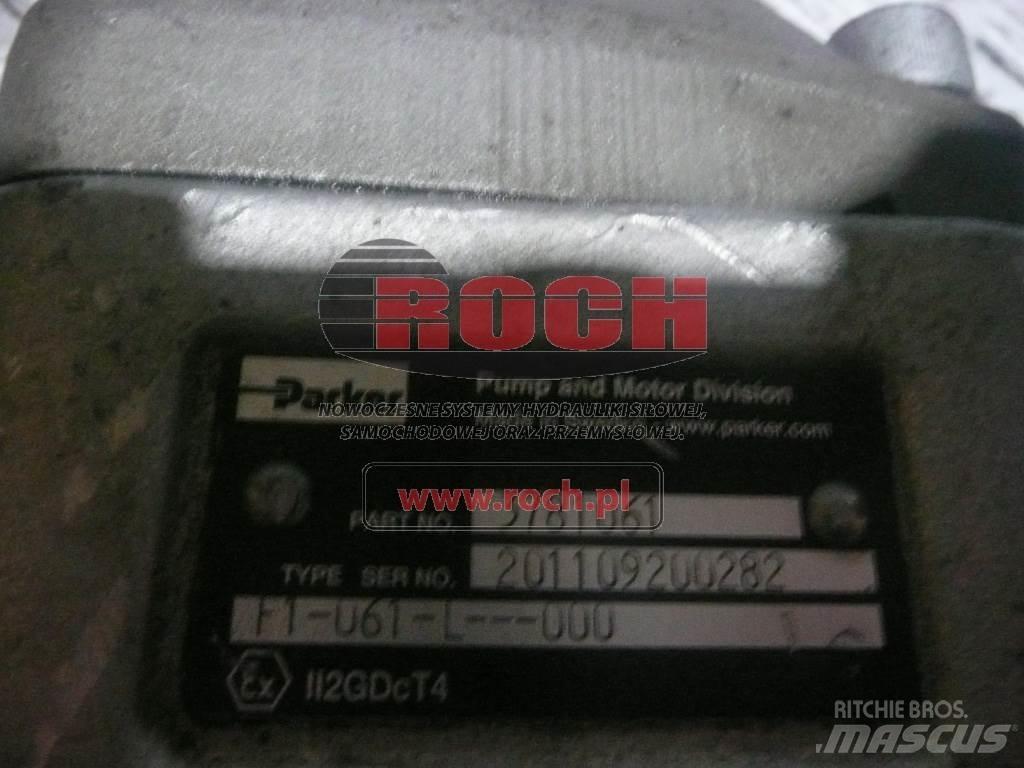 ROCH
Parker
Pump and Motor Division
NOWOCZESNE SYSTEMY HYDRAULIKI SIŁOWEJ,
SAMOCHODOWEJ ORAZ PRZEMYSŁOWEJ.
www.parker.com
www.roch.pl
PART NO.
TYPE SER NO. 201109200282
F1-061-L---000
Ex II2GDcT4
RITCHIE BROS.
MASCUS